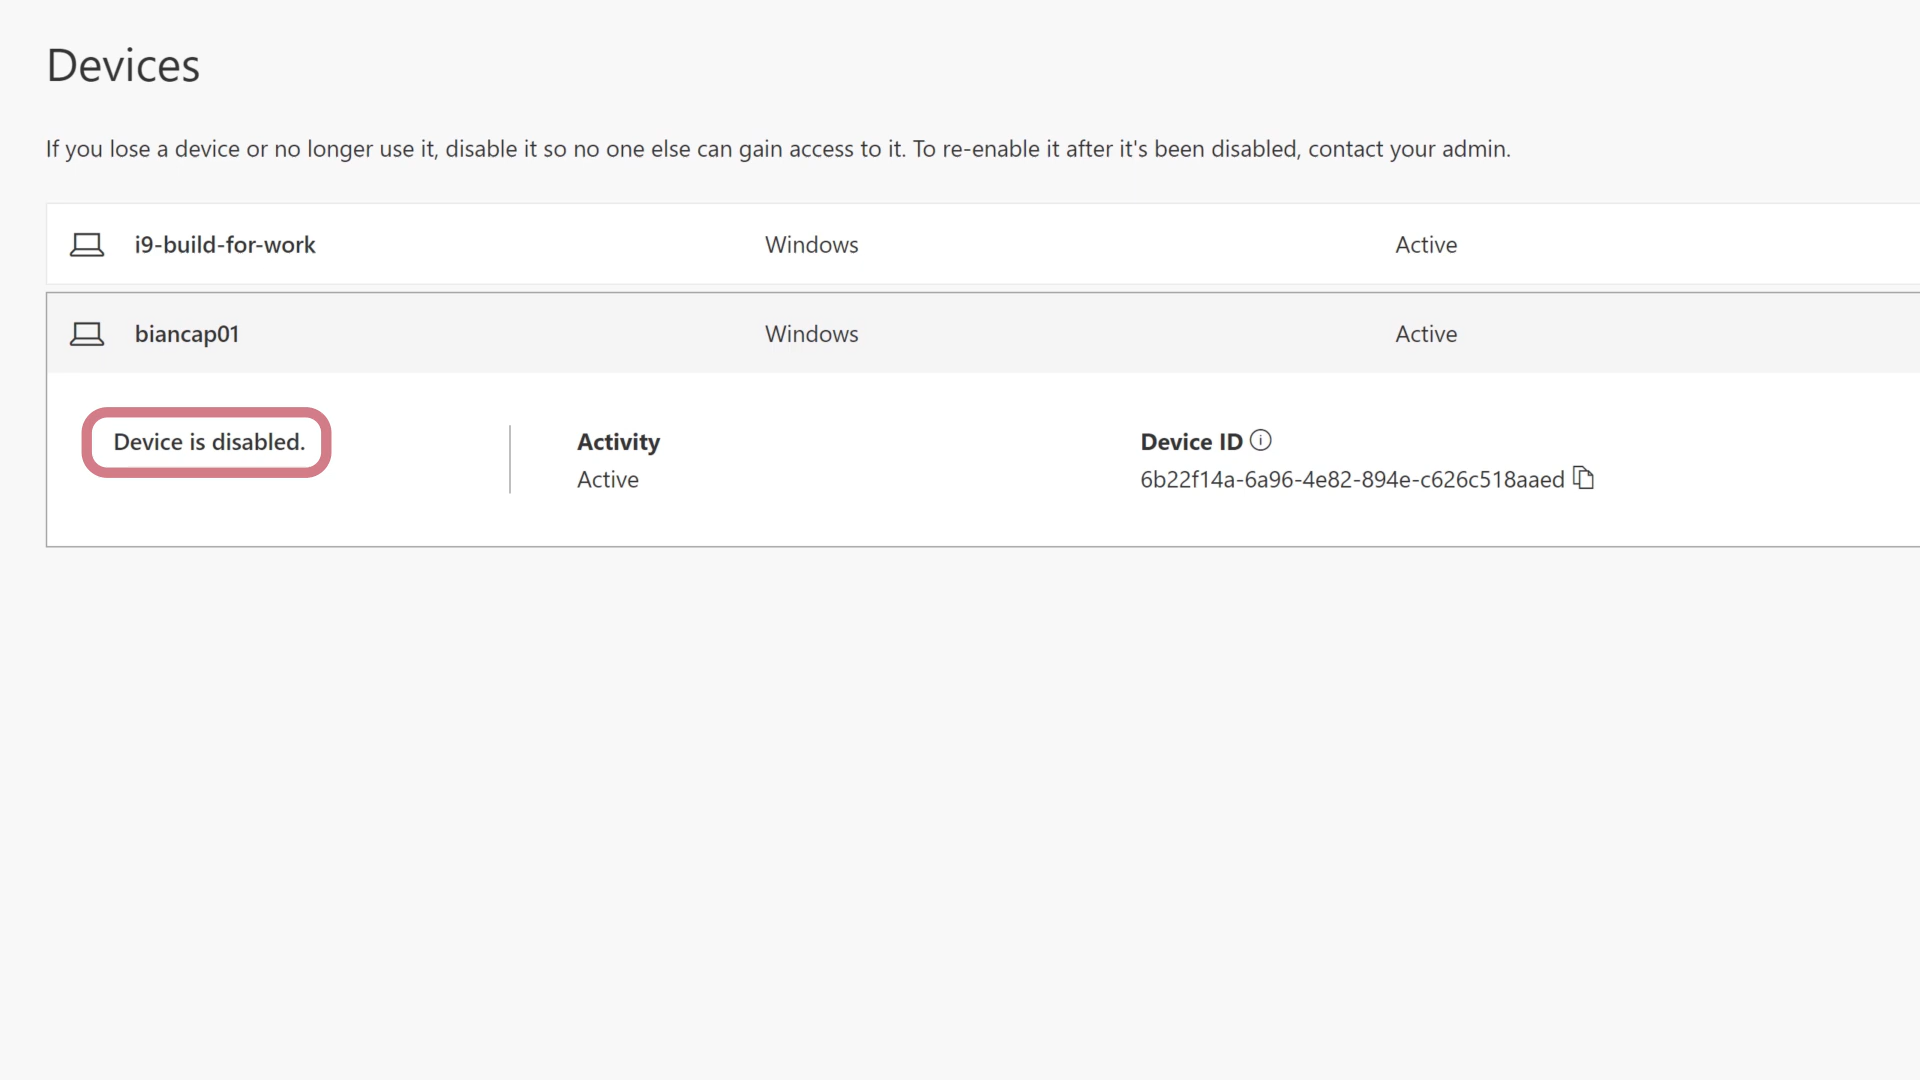 Devices
If you lose a device or no longer use it, disable it so no one else can gain access to it. To re-enable it after it's been disabled, contact your admin.
i9-build-for-work Windows Active
biancap01 Windows Active
Device is disabled. Activity Device ID
Active 6b22f14a-6a96-4e82-894e-c626c518aaed